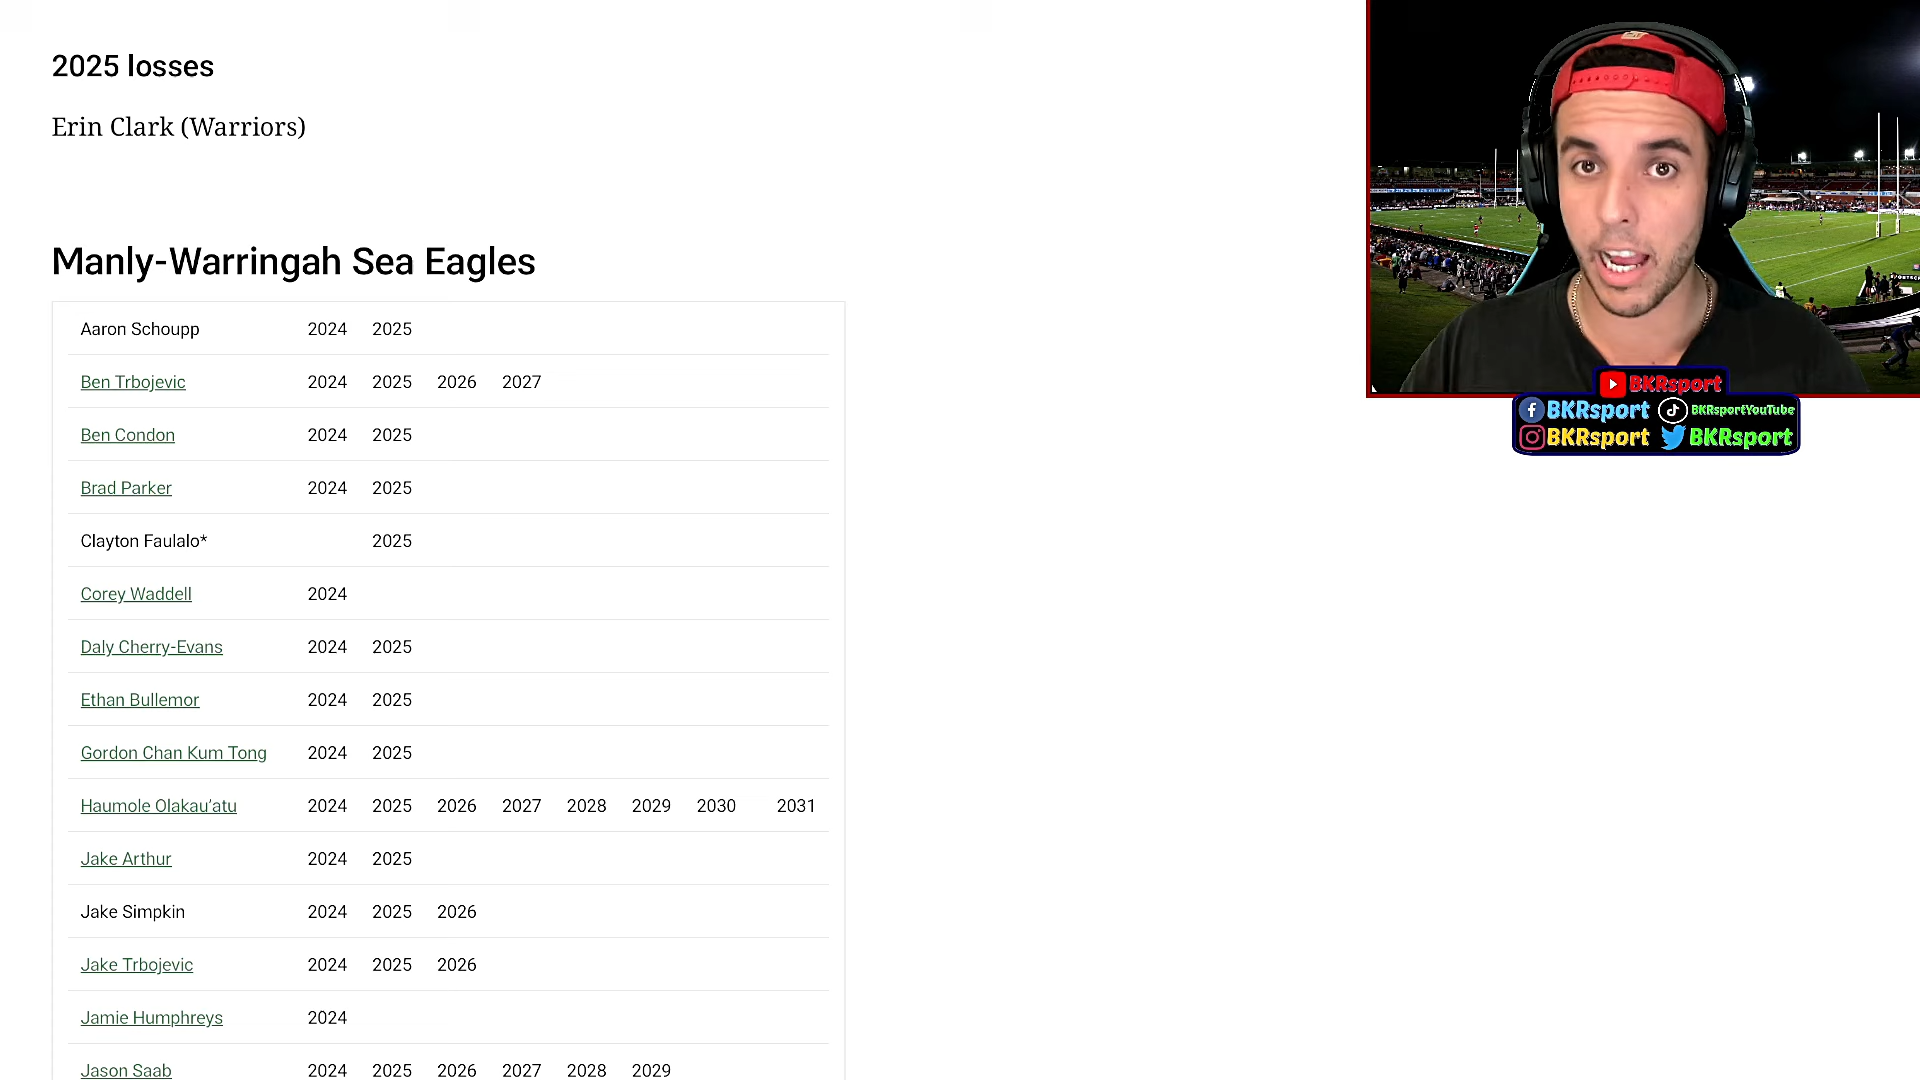 2025 losses
Erin Clark (Warriors)
Manly-Warringah Sea Eagles
Aaron Schoupp 2024 2025
Ben Trbojevic 2024 2025 2026 2027
Ben Condon 2024 2025
Brad Parker 2024 2025
Clayton Faulalo* 2025
Corey Waddell 2024
Daly Cherry-Evans 2024 2025
Ethan Bullemor 2024 2025
Gordon Chan Kum Tong 2024 2025
Haumole Olakau’atu 2024 2025 2026 2027 2028 2029 2030 2031
Jake Arthur 2024 2025
Jake Simpkin 2024 2025 2026
Jake Trbojevic 2024 2025 2026
Jamie Humphreys 2024
Jason Saab 2024 2025 2026 2027 2028 2029
BKRsport
BKRsport BKRsportYouTube
BKRsport BKRsport